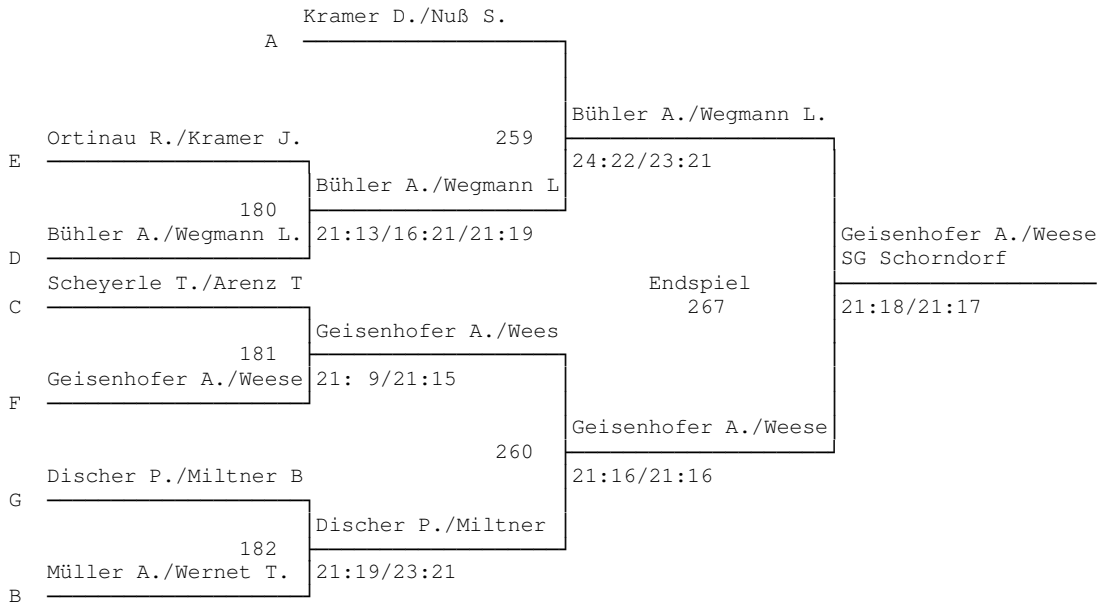 Kramer D./Nuß S.
A
Bühler A./Wegmann L.
Ortinau R./Kramer J.
259
E
24:22/23:21
Bühler A./Wegmann L
180
Bühler A./Wegmann L.
21:13/16:21/21:19
Geisenhofer A./Weese
D
SG Schorndorf
Scheyerle T./Arenz T
Endspiel
C
267
21:18/21:17
Geisenhofer A./Wees
181
Geisenhofer A./Weese
21: 9/21:15
F
Geisenhofer A./Weese
260
Discher P./Miltner B
21:16/21:16
G
Discher P./Miltner
182
Müller A./Wernet T.
21:19/23:21
B